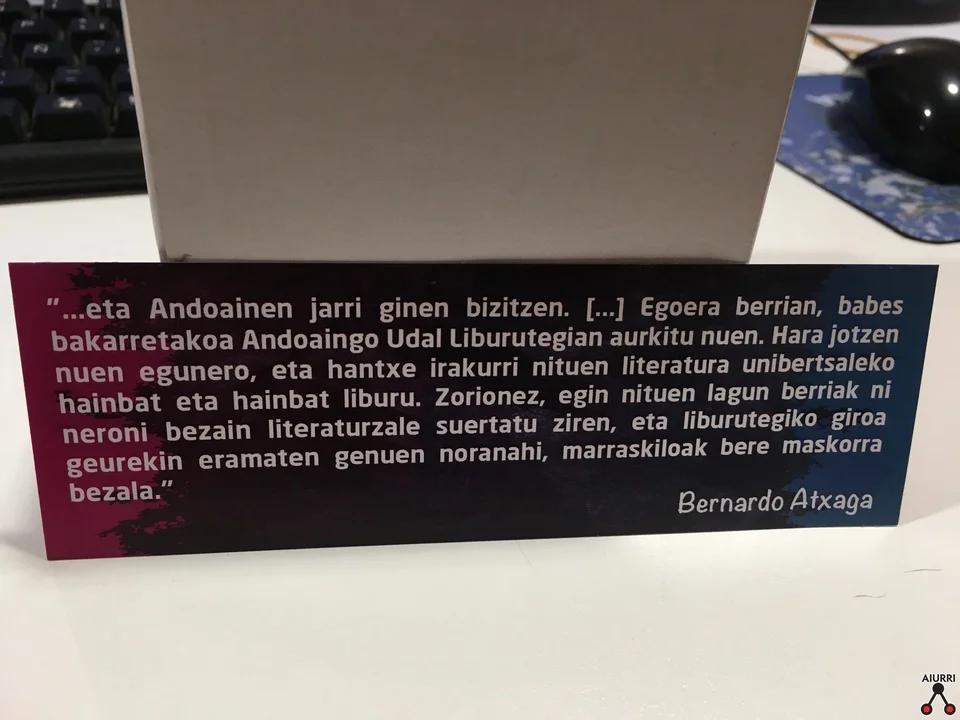 "...eta Andoainen jarri ginen bizitzen. [...] Egoera berrian, babes
bakarretakoa Andoaingo Udal Liburutegian aurkitu nuen. Hara jotzen
nuen egunero, eta hantxe irakurri nituen literatura unibertsaleko
hainbat eta hainbat liburu. Zorionez, egin nituen lagun berriak ni
neroni bezain literaturzale suertatu ziren, eta liburutegiko giroa
geurekin eramaten genuen noranahi, marraskiloak bere maskorra
bezala."
Bernardo Atxaga
AIURRI